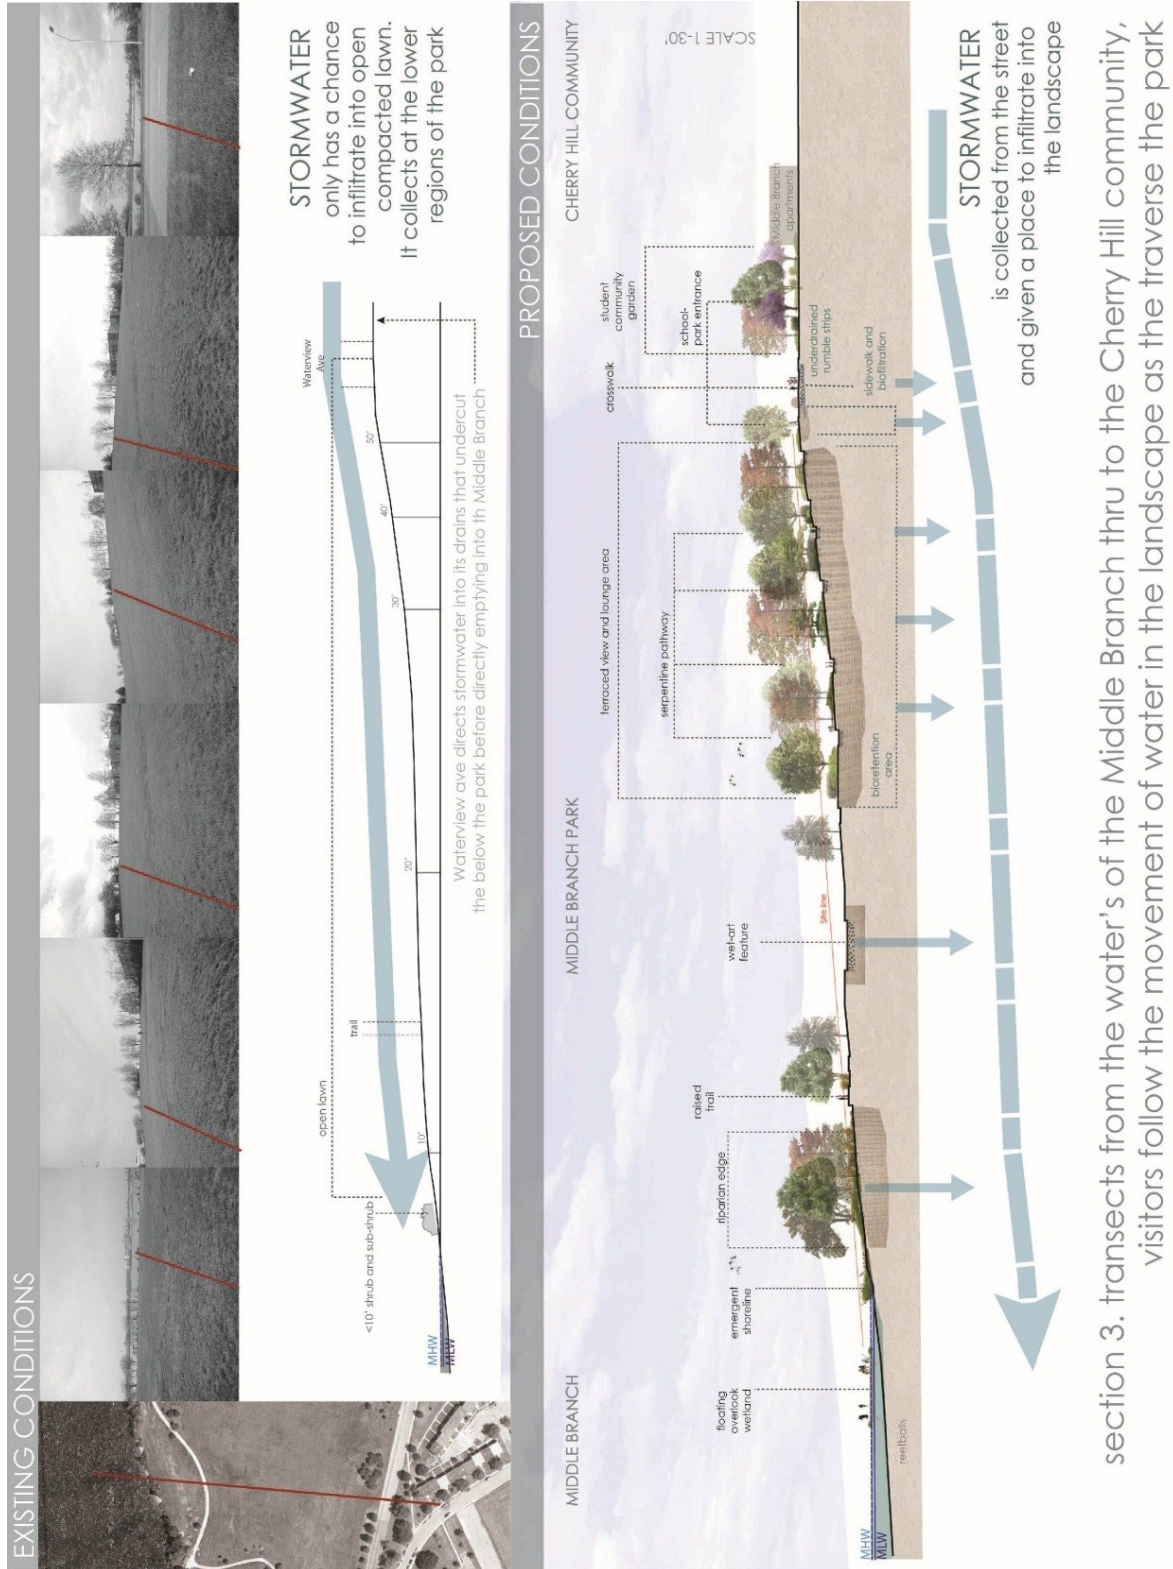 EXISTING CONDITIONS
STORMWATER
only has a chance
to inflitrate into open
compacted lawn.
It collects at the lower
regions of the park
<10' shrub and sub-shrub
open lawn
trail
Waterview
Ave
10'
20'
30'
40'
50'
MHW
MLW
Waterview ave directs stormwater into its drains that undercut
the below the park before directly emptying into th Middle Branch
PROPOSED CONDITIONS
MIDDLE BRANCH
MIDDLE BRANCH PARK
CHERRY HILL COMMUNITY
SCALE 1-30'
floating
overlook
wetland
emergent
shoreline
riparian edge
raised
trail
wet-art
feature
terraced view and lounge area
serpentine pathway
crosswalk
school-
park entrance
student
community
garden
Middle Branch
apartments
Site line
underdrained
rumble strips
sidewalk and
biofiltration
bioretention
area
MHW
MLW
reefballs
STORMWATER
is collected from the street
and given a place to infiltrate into
the landscape
section 3. transects from the water's of the Middle Branch thru to the Cherry Hill community,
visitors follow the movement of water in the landscape as the traverse the park